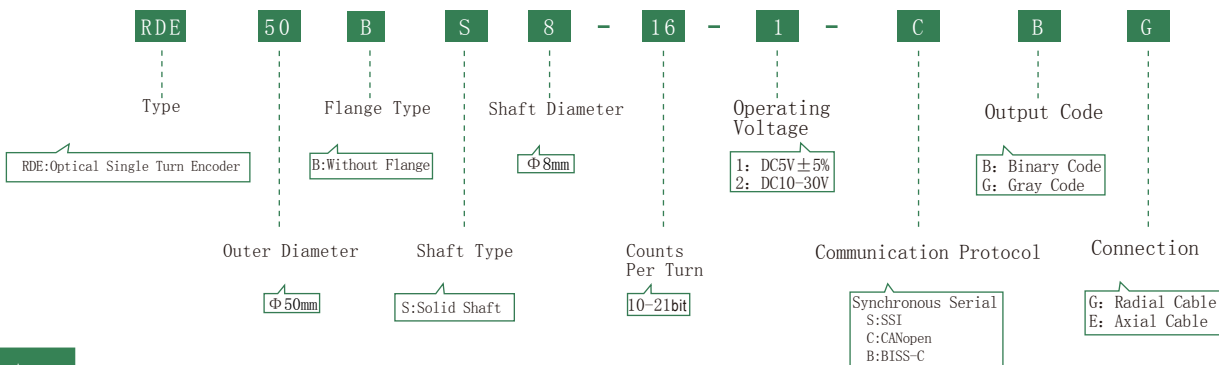 RDE 50 B S 8 - 16 - 1 - C B G
Type
Flange Type
Shaft Diameter
Operating
Voltage
Output Code
RDE:Optical Single Turn Encoder
B:Without Flange
Φ8mm
1: DC5V±5%
2: DC10-30V
B: Binary Code
G: Gray Code
Outer Diameter
Shaft Type
Counts
Per Turn
Communication Protocol
Connection
Φ50mm
S:Solid Shaft
10-21bit
Synchronous Serial
S:SSI
C:CANopen
B:BISS-C
G: Radial Cable
E: Axial Cable